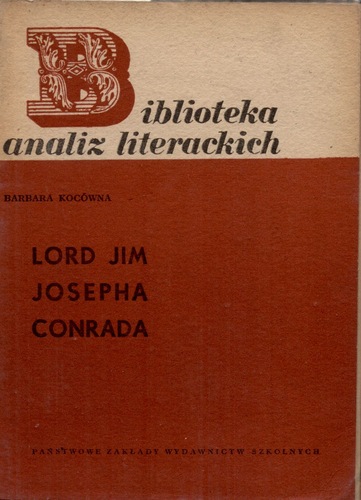 Biblioteka
analiz literackich
BARBARA KOCÓWNA
LORD JIM
JOSEPHA
CONRADA
PAŃSTWOWE ZAKŁADY WYDAWNICTW SZKOLNYCH